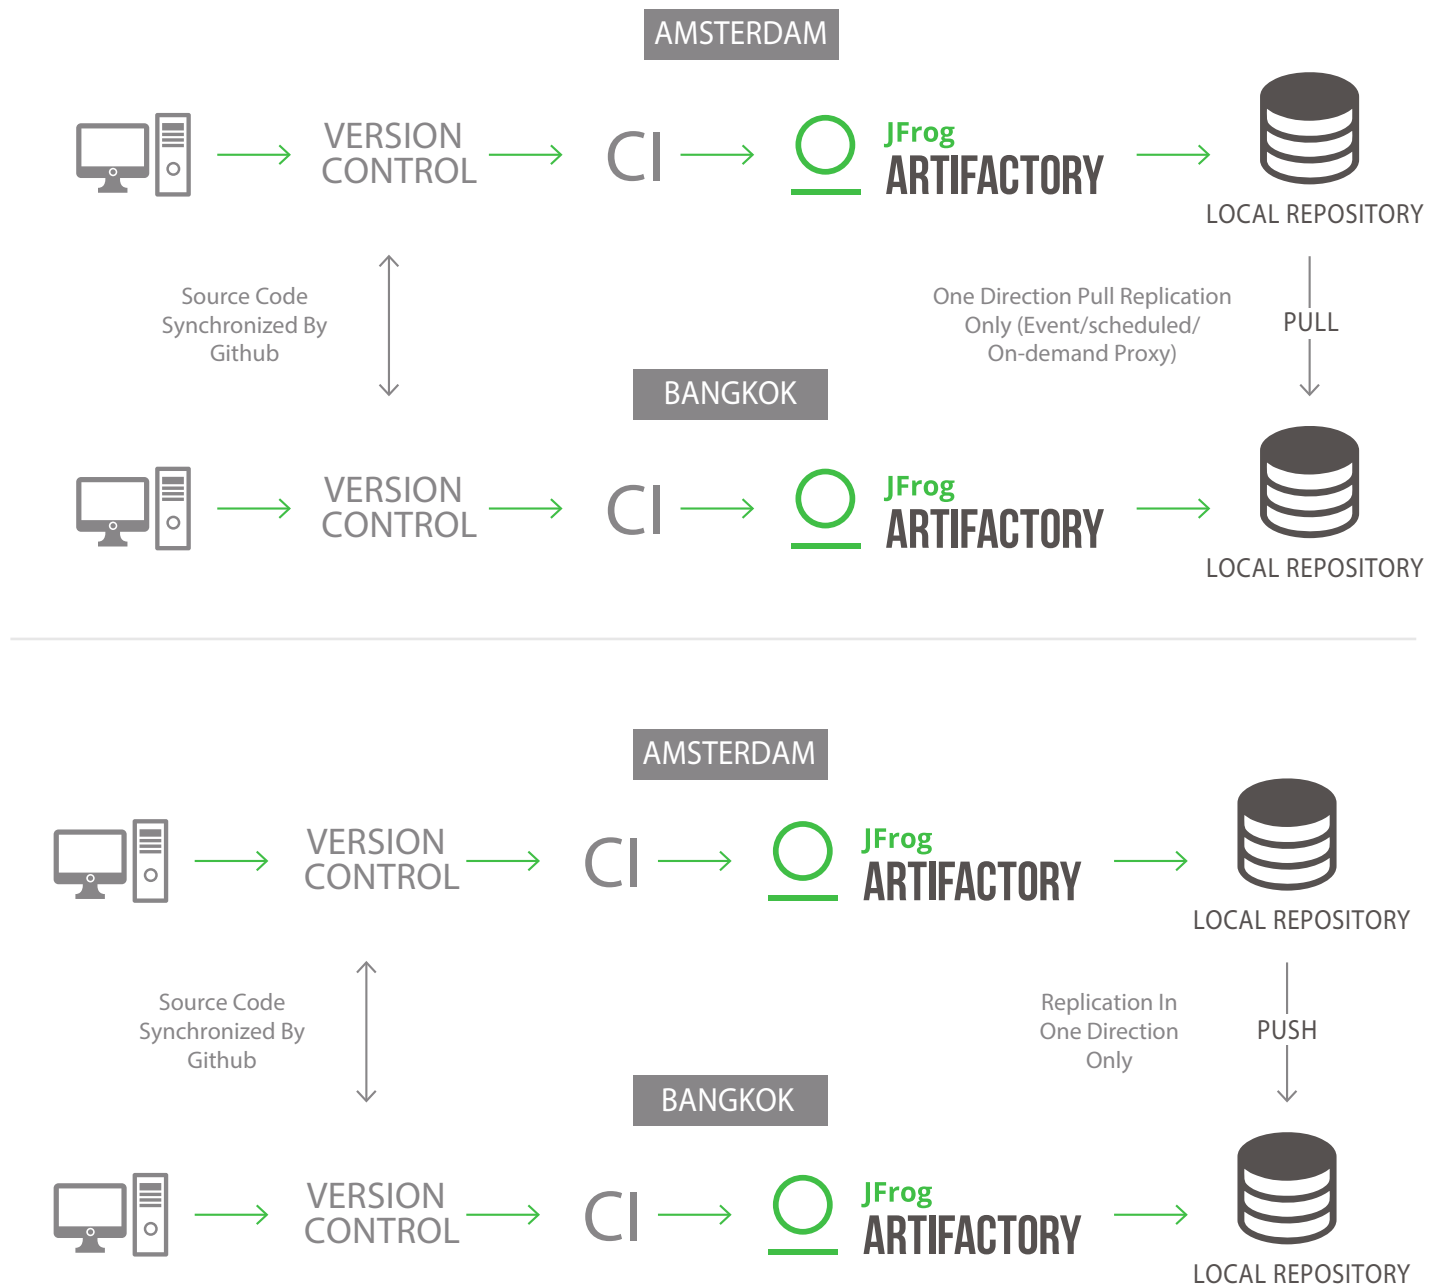 AMSTERDAM
VERSION
CONTROL
CI
JFrog
ARTIFACTORY
LOCAL REPOSITORY
Source Code
Synchronized By
Github
One Direction Pull Replication
Only (Event/scheduled/
On-demand Proxy)
PULL
BANGKOK
VERSION
CONTROL
CI
JFrog
ARTIFACTORY
LOCAL REPOSITORY
AMSTERDAM
VERSION
CONTROL
CI
JFrog
ARTIFACTORY
LOCAL REPOSITORY
Source Code
Synchronized By
Github
Replication In
One Direction
Only
PUSH
BANGKOK
VERSION
CONTROL
CI
JFrog
ARTIFACTORY
LOCAL REPOSITORY